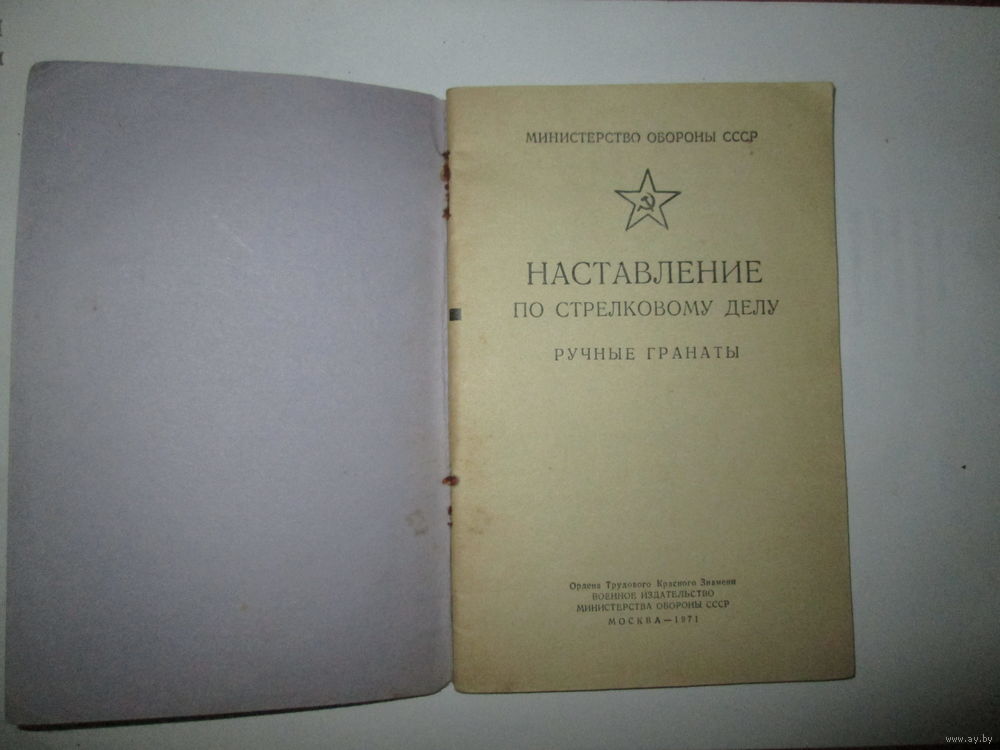 МИНИСТЕРСТВО ОБОРОНЫ СССР
НАСТАВЛЕНИЕ
ПО СТРЕЛКОВОМУ ДЕЛУ
РУЧНЫЕ ГРАНАТЫ
Ордена Трудового Красного Знамени
ВОЕННОЕ ИЗДАТЕЛЬСТВО
МИНИСТЕРСТВА ОБОРОНЫ СССР
МОСКВА—1971
www.ay.by